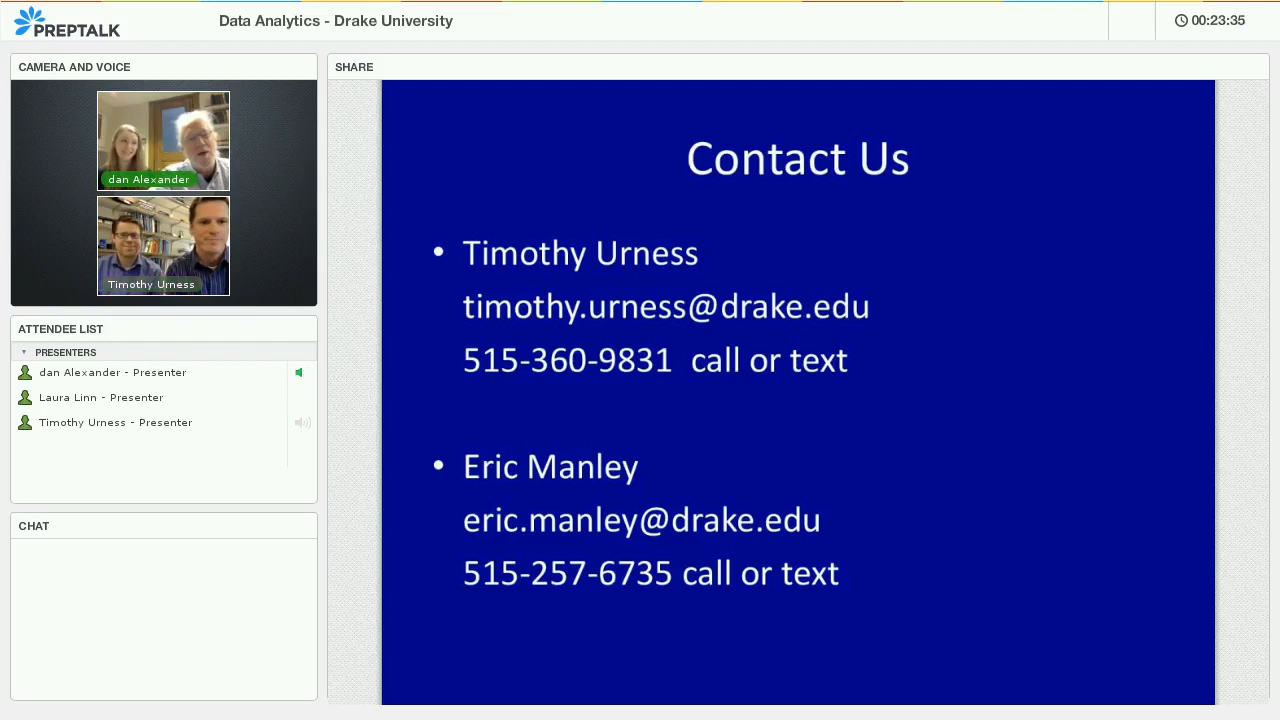 PREPTALK
Data Analytics - Drake University
00:23:35
CAMERA AND VOICE
dan Alexander
Timothy Urness
ATTENDEE LIST
PRESENTERS
dan Alexander - Presenter
Laura Linn - Presenter
Timothy Urness - Presenter
CHAT
SHARE
Contact Us
• Timothy Urness
timothy.urness@drake.edu
515-360-9831 call or text
• Eric Manley
eric.manley@drake.edu
515-257-6735 call or text